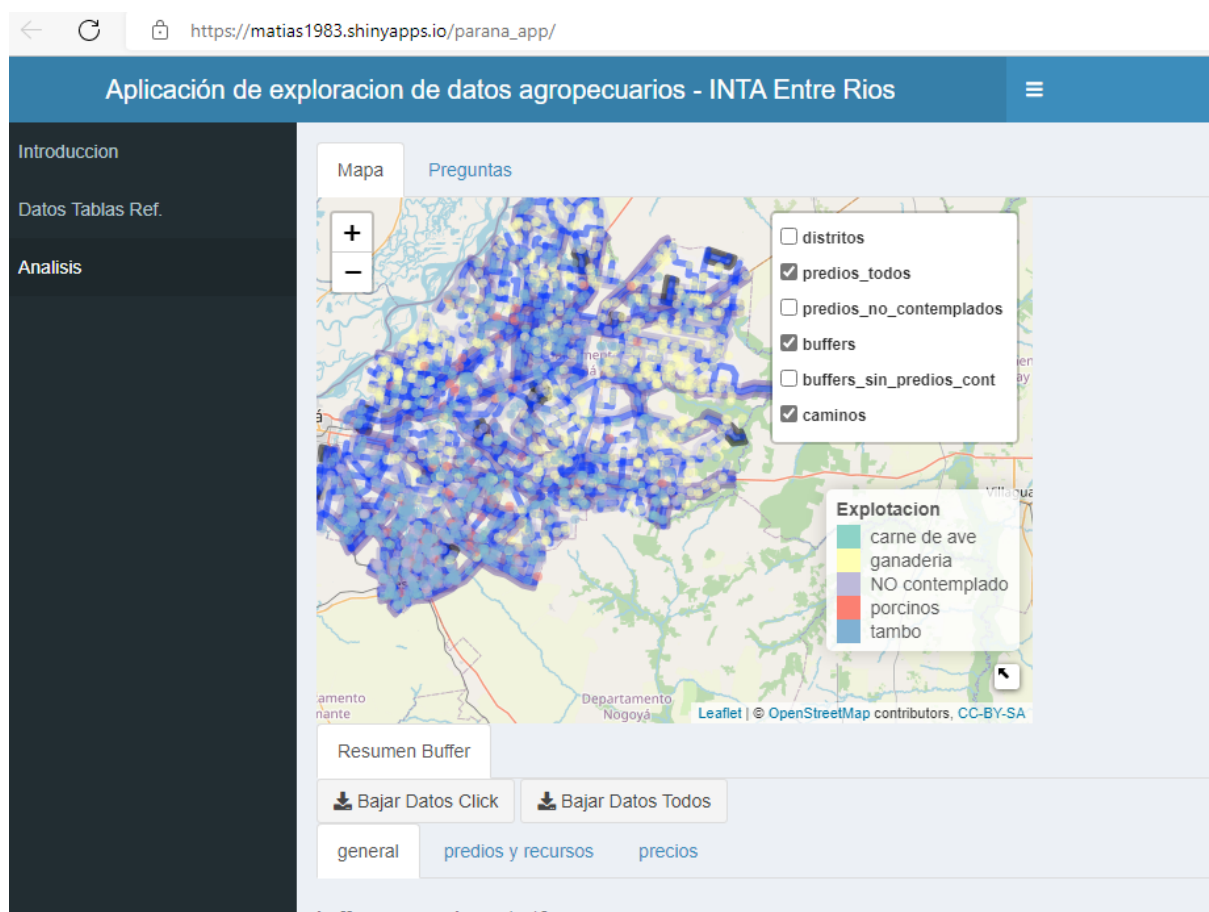 https://matias1983.shinyapps.io/parana_app/
Aplicación de exploracion de datos agropecuarios - INTA Entre Rios
Introduccion
Datos Tablas Ref.
Analisis
Mapa Preguntas
+
−
distritos
predios_todos
predios_no_contemplados
buffers
buffers_sin_predios_cont
caminos
Explotacion
carne de ave
ganaderia
NO contemplado
porcinos
tambo
Departamento
Nogoyá
Leaflet | © OpenStreetMap contributors, CC-BY-SA
Resumen Buffer
Bajar Datos Click Bajar Datos Todos
general predios y recursos precios